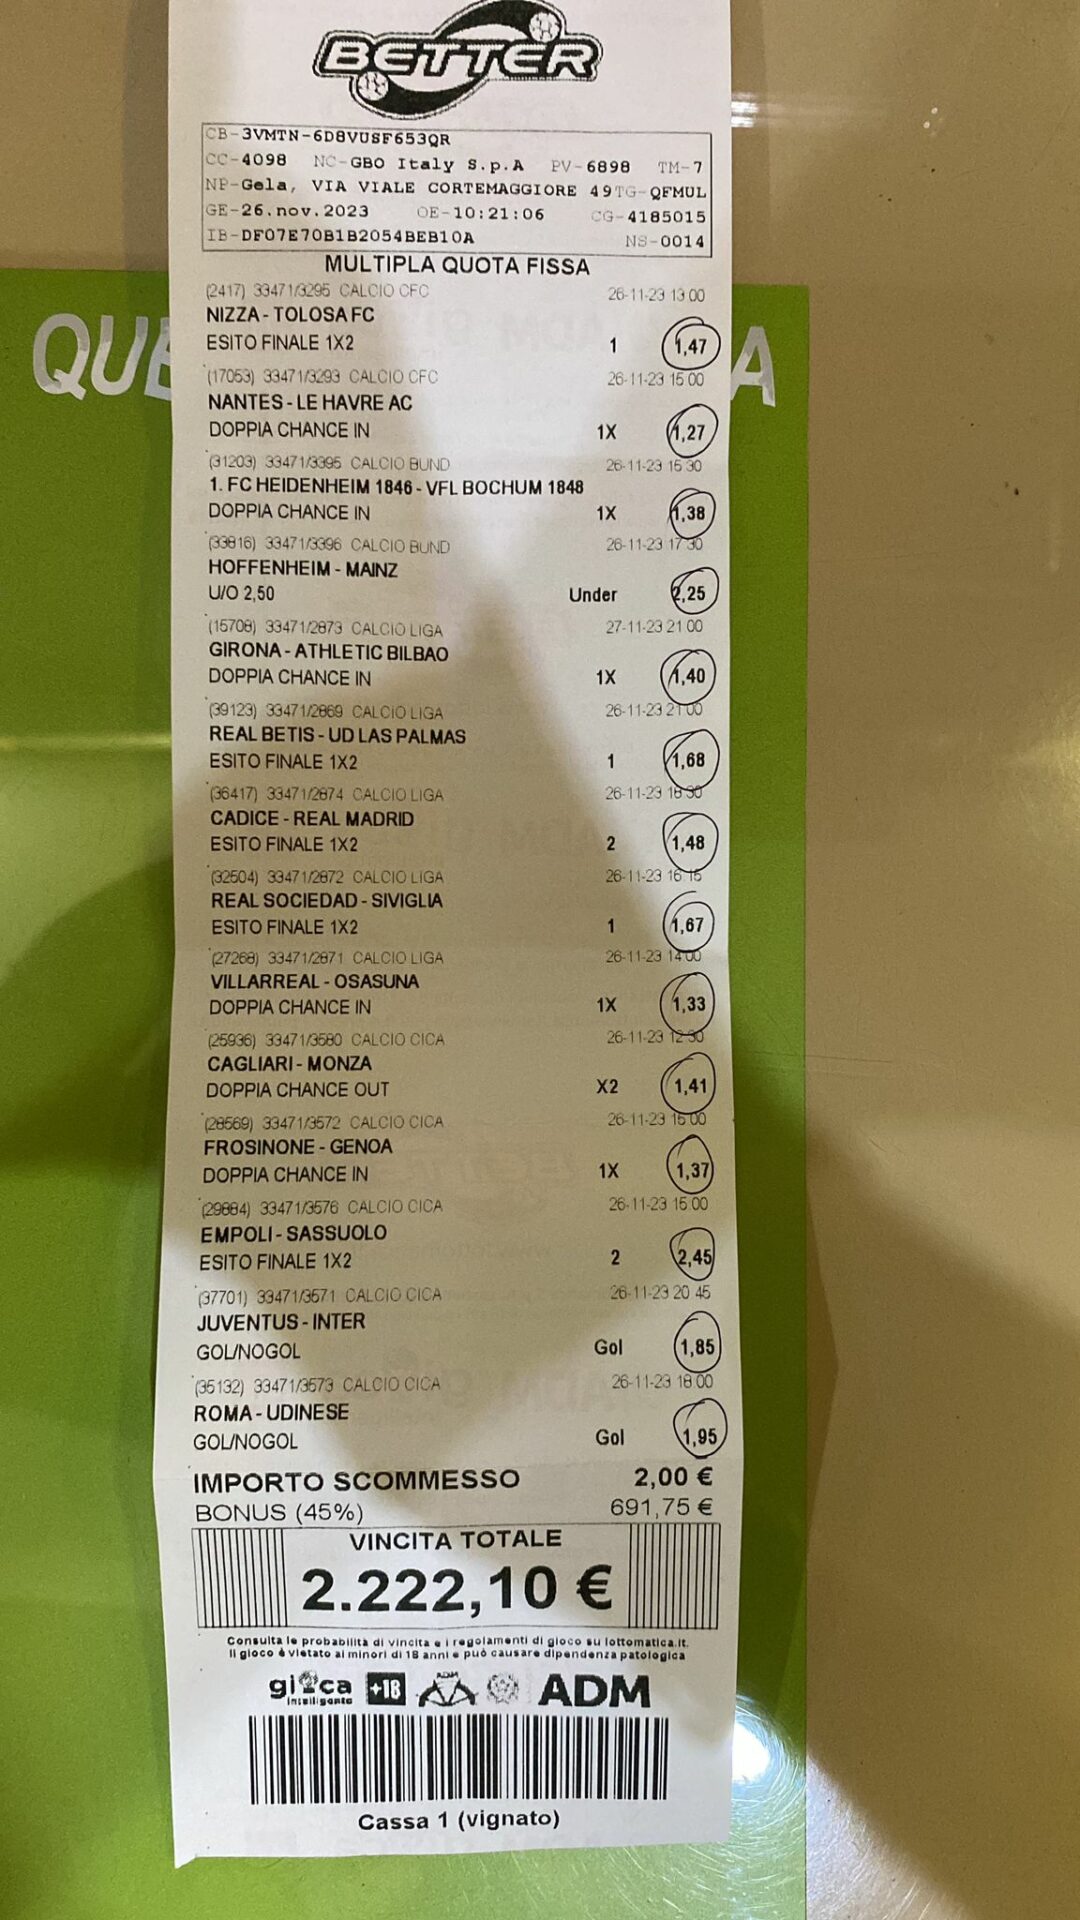 BETTER
CB-3VMTN-6D8VUSF653QR
CC-4098 NC-GBO Italy S.p.A PV-6898 TM-7
NP-Gela, VIA VIALE CORTEMAGGIORE 49 TG-QFMUL
GE-26.nov.2023 OE-10:21:06 CG-4185015
IB-DF07E70B1B2054BEB10A NS-0014
MULTIPLA QUOTA FISSA
(2417) 33471/3295 CALCIO CFC 26-11-23 13:00
NIZZA - TOLOSA FC
ESITO FINALE 1X2 1 1,47
(17053) 33471/3293 CALCIO CFC 26-11-23 15:00
NANTES - LE HAVRE AC
DOPPIA CHANCE IN 1X 1,27
(31203) 33471/3395 CALCIO BUND 26-11-23 15:30
1. FC HEIDENHEIM 1846 - VFL BOCHUM 1848
DOPPIA CHANCE IN 1X 1,38
(33816) 33471/3396 CALCIO BUND 26-11-23 17:30
HOFFENHEIM - MAINZ
U/O 2,50 Under 2,25
(15708) 33471/2873 CALCIO LIGA 27-11-23 21:00
GIRONA - ATHLETIC BILBAO
DOPPIA CHANCE IN 1X 1,40
(39123) 33471/2869 CALCIO LIGA 26-11-23 21:00
REAL BETIS - UD LAS PALMAS
ESITO FINALE 1X2 1 1,68
(36417) 33471/2874 CALCIO LIGA 26-11-23 18:30
CADICE - REAL MADRID
ESITO FINALE 1X2 2 1,48
(32504) 33471/2872 CALCIO LIGA 26-11-23 16:15
REAL SOCIEDAD - SIVIGLIA
ESITO FINALE 1X2 1 1,67
(27268) 33471/2871 CALCIO LIGA 26-11-23 14:00
VILLARREAL - OSASUNA
DOPPIA CHANCE IN 1X 1,33
(25936) 33471/3580 CALCIO CICA 26-11-23 12:30
CAGLIARI - MONZA
DOPPIA CHANCE OUT X2 1,41
(28569) 33471/3572 CALCIO CICA 26-11-23 15:00
FROSINONE - GENOA
DOPPIA CHANCE IN 1X 1,37
(29884) 33471/3576 CALCIO CICA 26-11-23 15:00
EMPOLI - SASSUOLO
ESITO FINALE 1X2 2 2,45
(37701) 33471/3571 CALCIO CICA 26-11-23 20:45
JUVENTUS - INTER
GOL/NOGOL Gol 1,85
(35132) 33471/3573 CALCIO CICA 26-11-23 18:00
ROMA - UDINESE
GOL/NOGOL Gol 1,95
IMPORTO SCOMMESSO 2,00 €
BONUS (45%) 691,75 €
VINCITA TOTALE
2.222,10 €
Consulta le probabilità di vincita e i regolamenti di gioco su lottomatica.it.
Il gioco è vietato ai minori di 18 anni e può causare dipendenza patologica
gioca intelligente +18 ADM ADM
Cassa 1 (vignato)
QUE
A